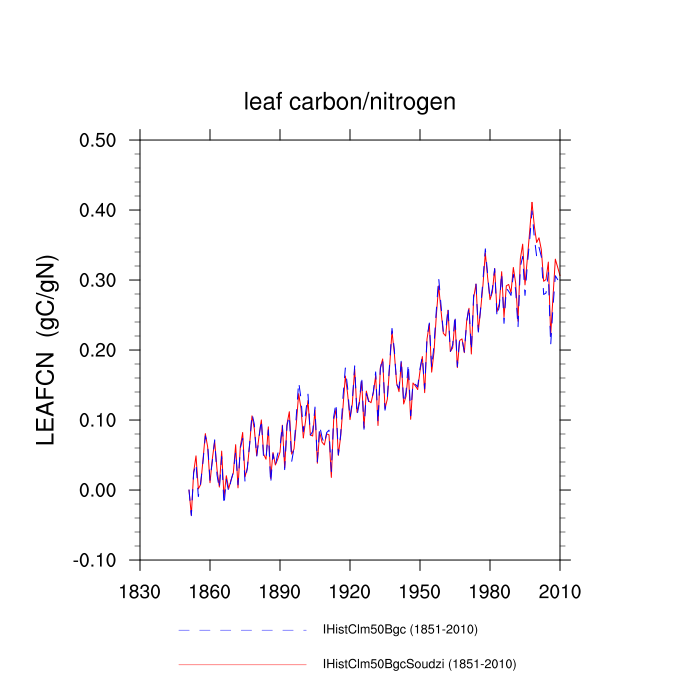 leaf carbon/nitrogen
LEAFCN (gC/gN)
0.50
0.40
0.30
0.20
0.10
0.00
-0.10
1830 1860 1890 1920 1950 1980 2010
IHistClm50Bgc (1851-2010)
IHistClm50BgcSoudzi (1851-2010)